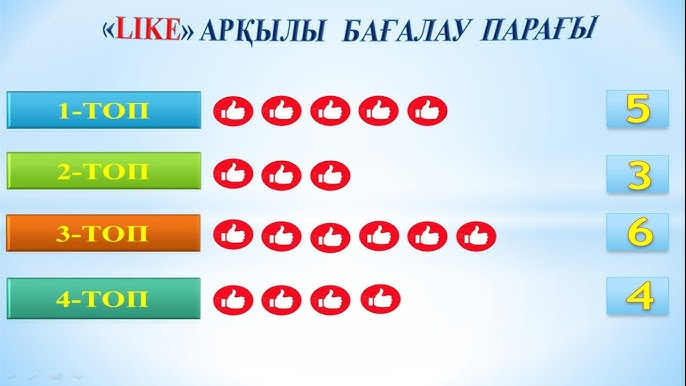 «LIKE» АРҚЫЛЫ БАҒАЛАУ ПАРАҒЫ
1-ТОП 5
2-ТОП 3
3-ТОП 6
4-ТОП 4